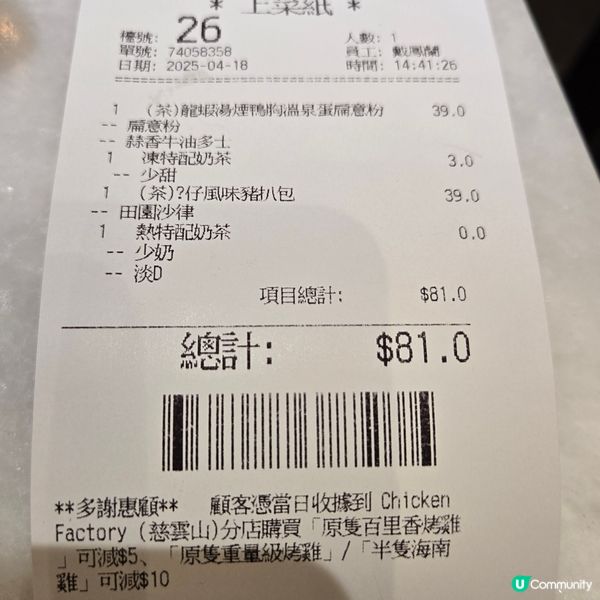 * 上菜紙 *
檯號: 26 人數: 1
單號: 74058358 員工: 戴鳳蘭
日期: 2025-04-18 時間: 14:41:26
1 (茶)龍蝦湯煙鴨胸溫泉蛋扁意粉 39.0
-- 扁意粉
-- 蒜香牛油多士
1 凍特配奶茶 3.0
-- 少甜
1 (茶)?仔風味豬扒包 39.0
-- 田園沙律
1 熱特配奶茶 0.0
-- 少奶
-- 淡D
項目總計: $81.0
總計: $81.0
**多謝惠顧** 顧客憑當日收據到 Chicken
Factory (慈雲山)分店購買「原隻百里香烤雞
」可減$5、「原隻重量級烤雞」/「半隻海南
雞」可減$10
U Community